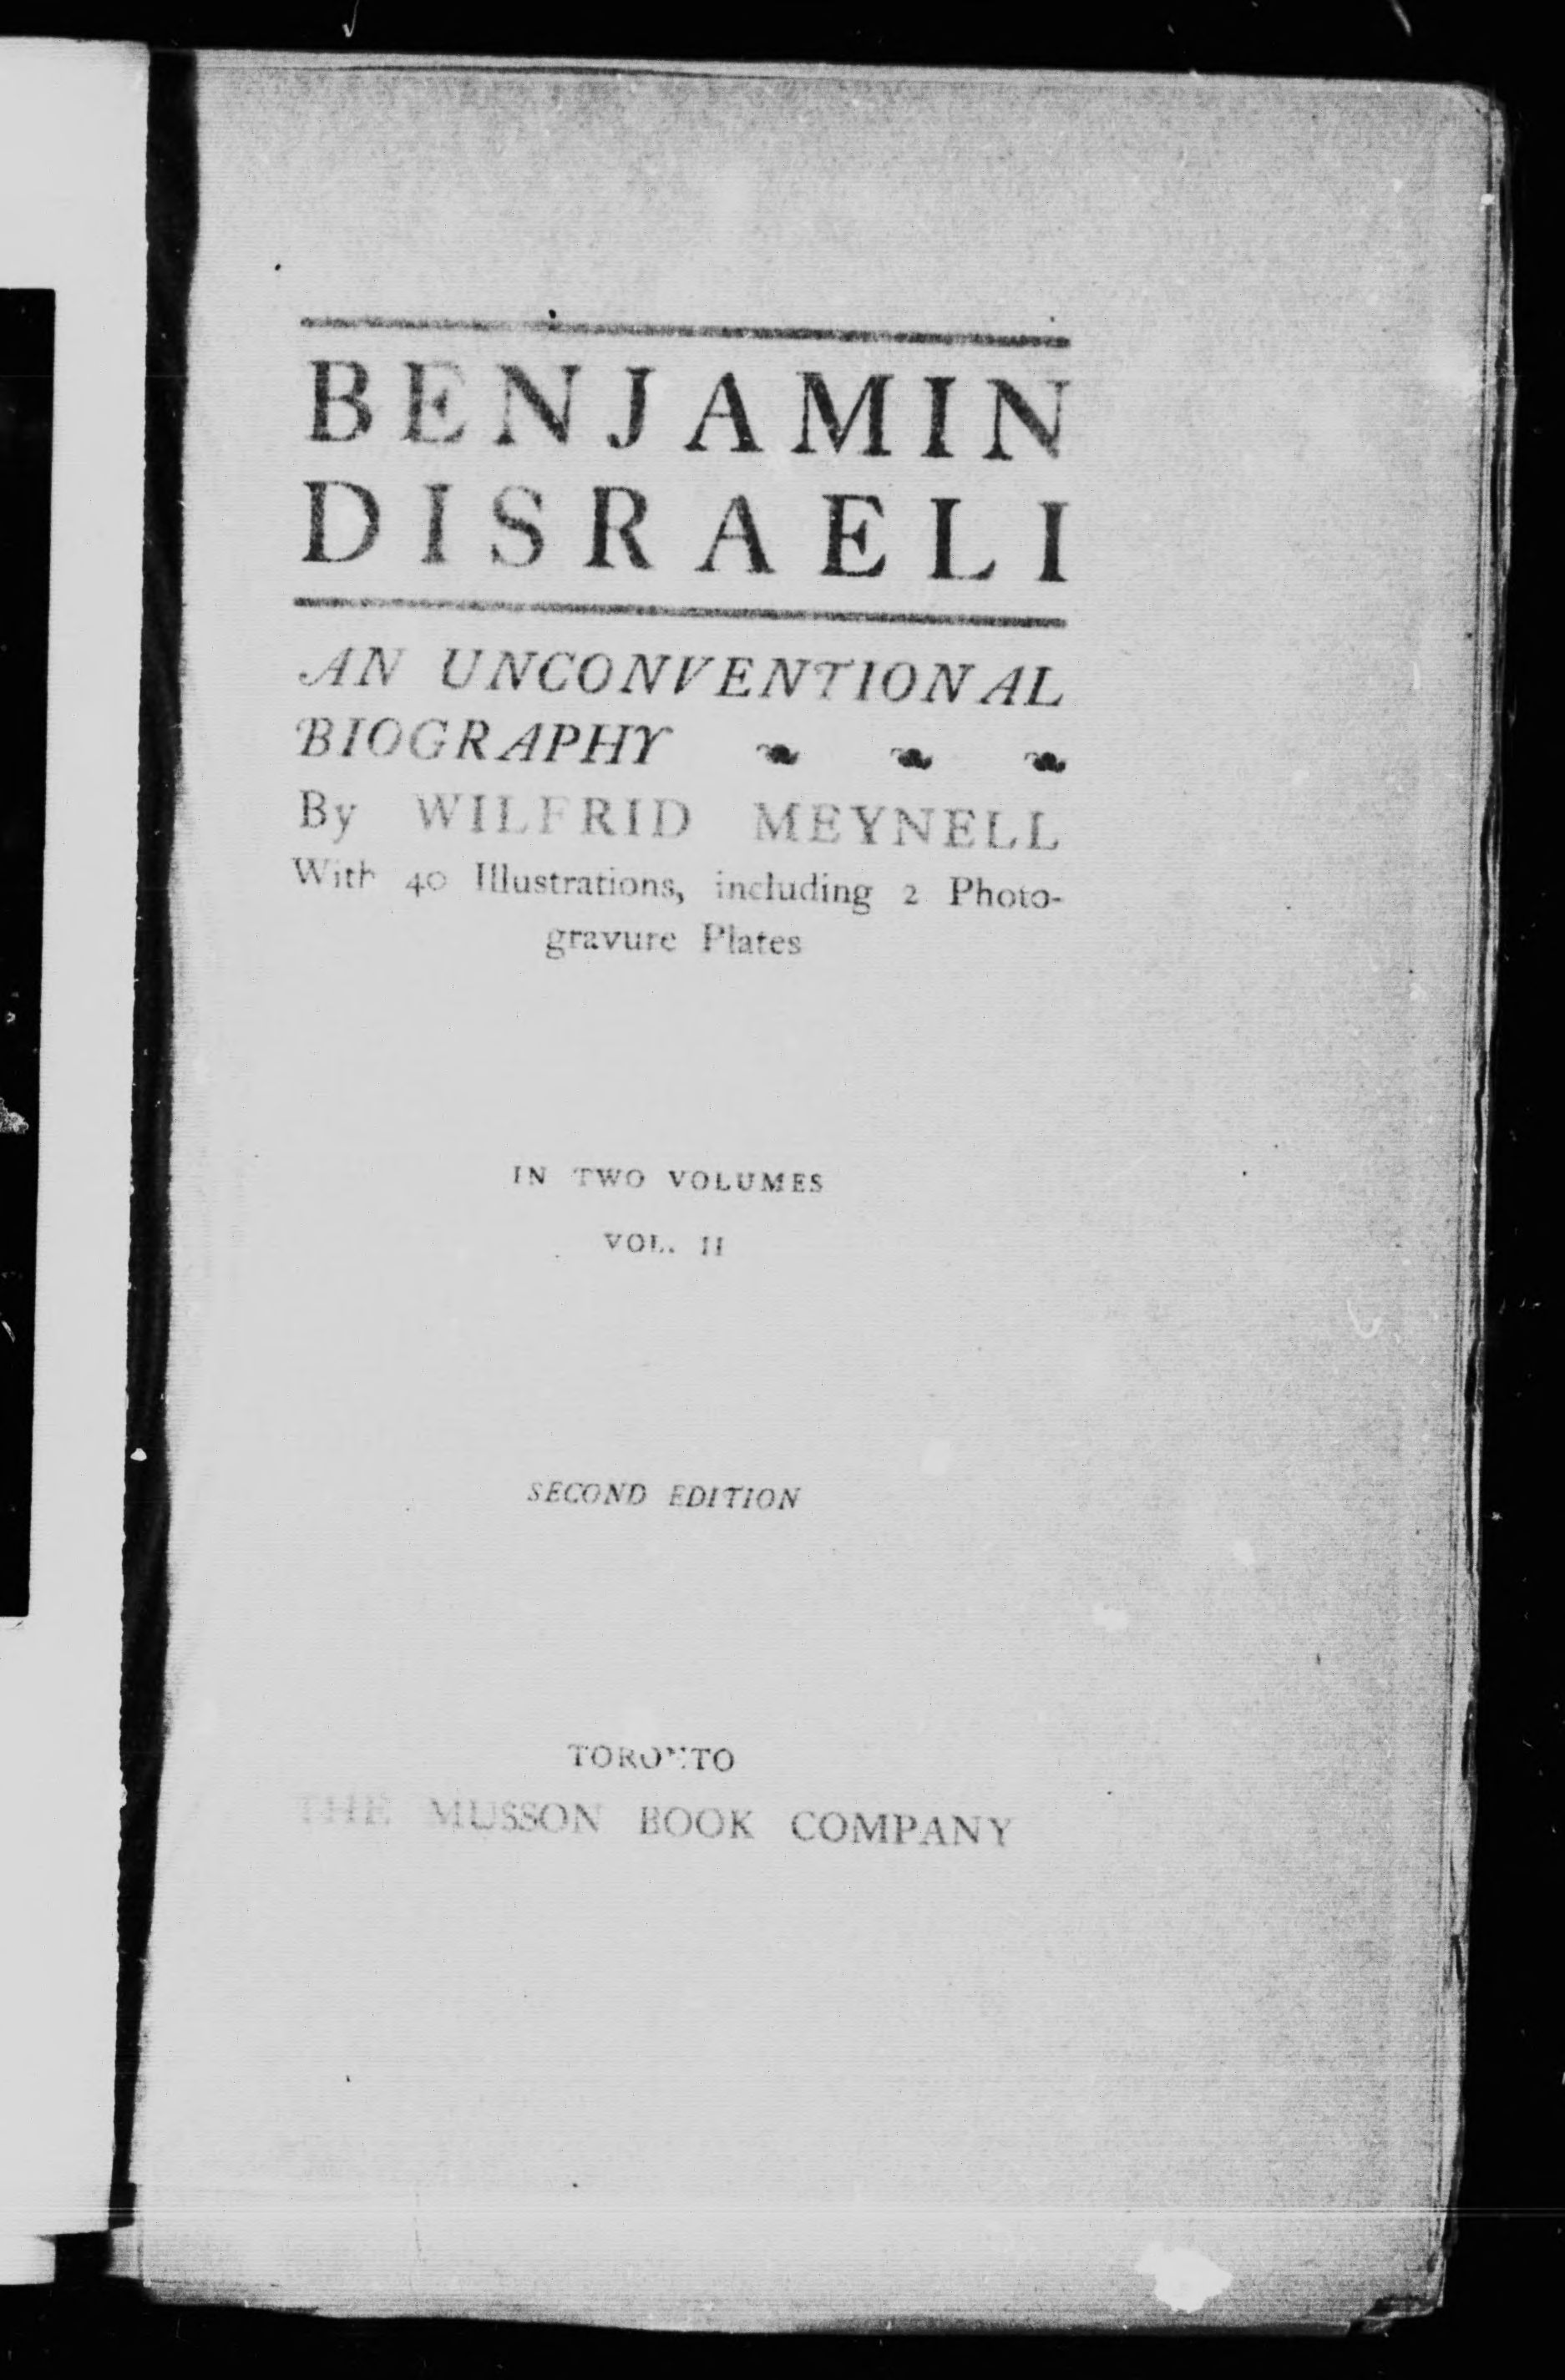 BENJAMIN
DISRAELI
AN UNCONVENTIONAL
BIOGRAPHY
By WILFRID MEYNELL
With 40 Illustrations, including 2 Photo-
gravure Plates
IN TWO VOLUMES
VOL. II
SECOND EDITION
TORONTO
THE MUSSON BOOK COMPANY